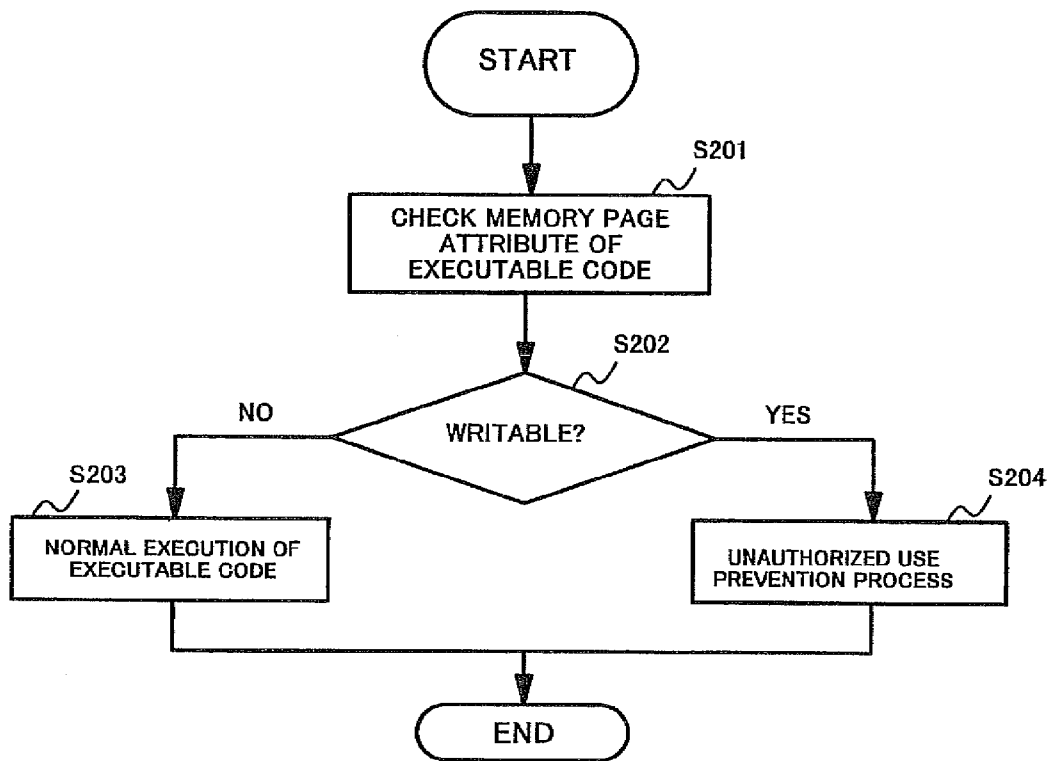 START
S201
CHECK MEMORY PAGE
ATTRIBUTE OF
EXECUTABLE CODE
S202
NO
WRITABLE?
YES
S203
S204
NORMAL EXECUTION OF
EXECUTABLE CODE
UNAUTHORIZED USE
PREVENTION PROCESS
END